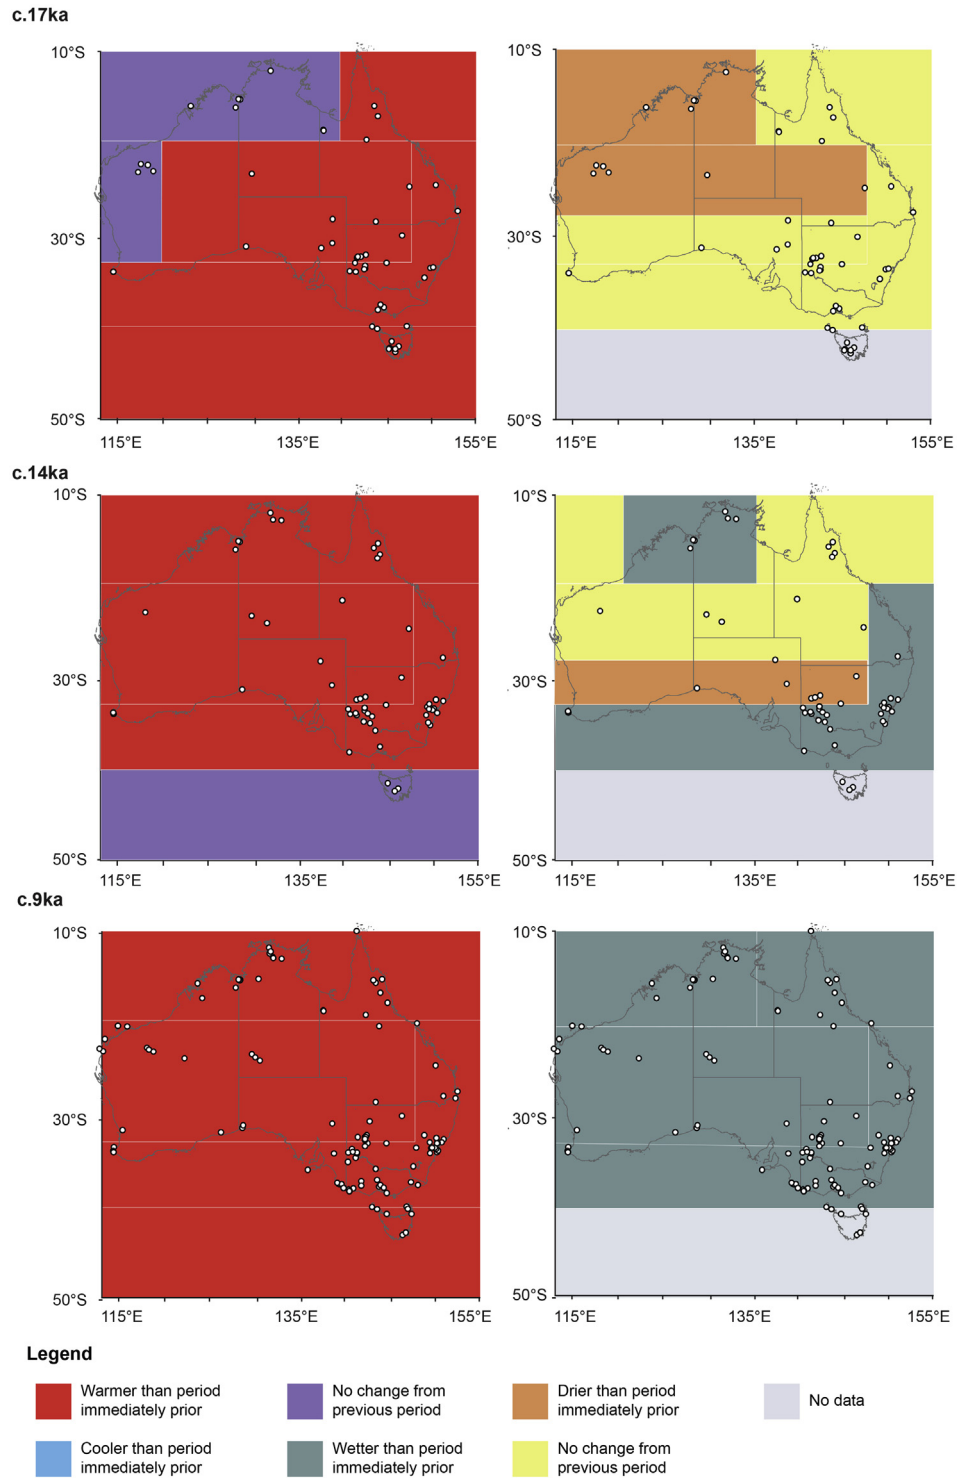 c.17ka
10°S
30°S
50°S
115°E
135°E
155°E
10°S
30°S
50°S
115°E
135°E
155°E
c.14ka
10°S
30°S
50°S
115°E
135°E
155°E
10°S
30°S
50°S
115°E
135°E
155°E
c.9ka
10°S
30°S
50°S
115°E
135°E
155°E
10°S
30°S
50°S
115°E
135°E
155°E
Legend
Warmer than period
immediately prior
No change from
previous period
Drier than period
immediately prior
No data
Cooler than period
immediately prior
Wetter than period
immediately prior
No change from
previous period